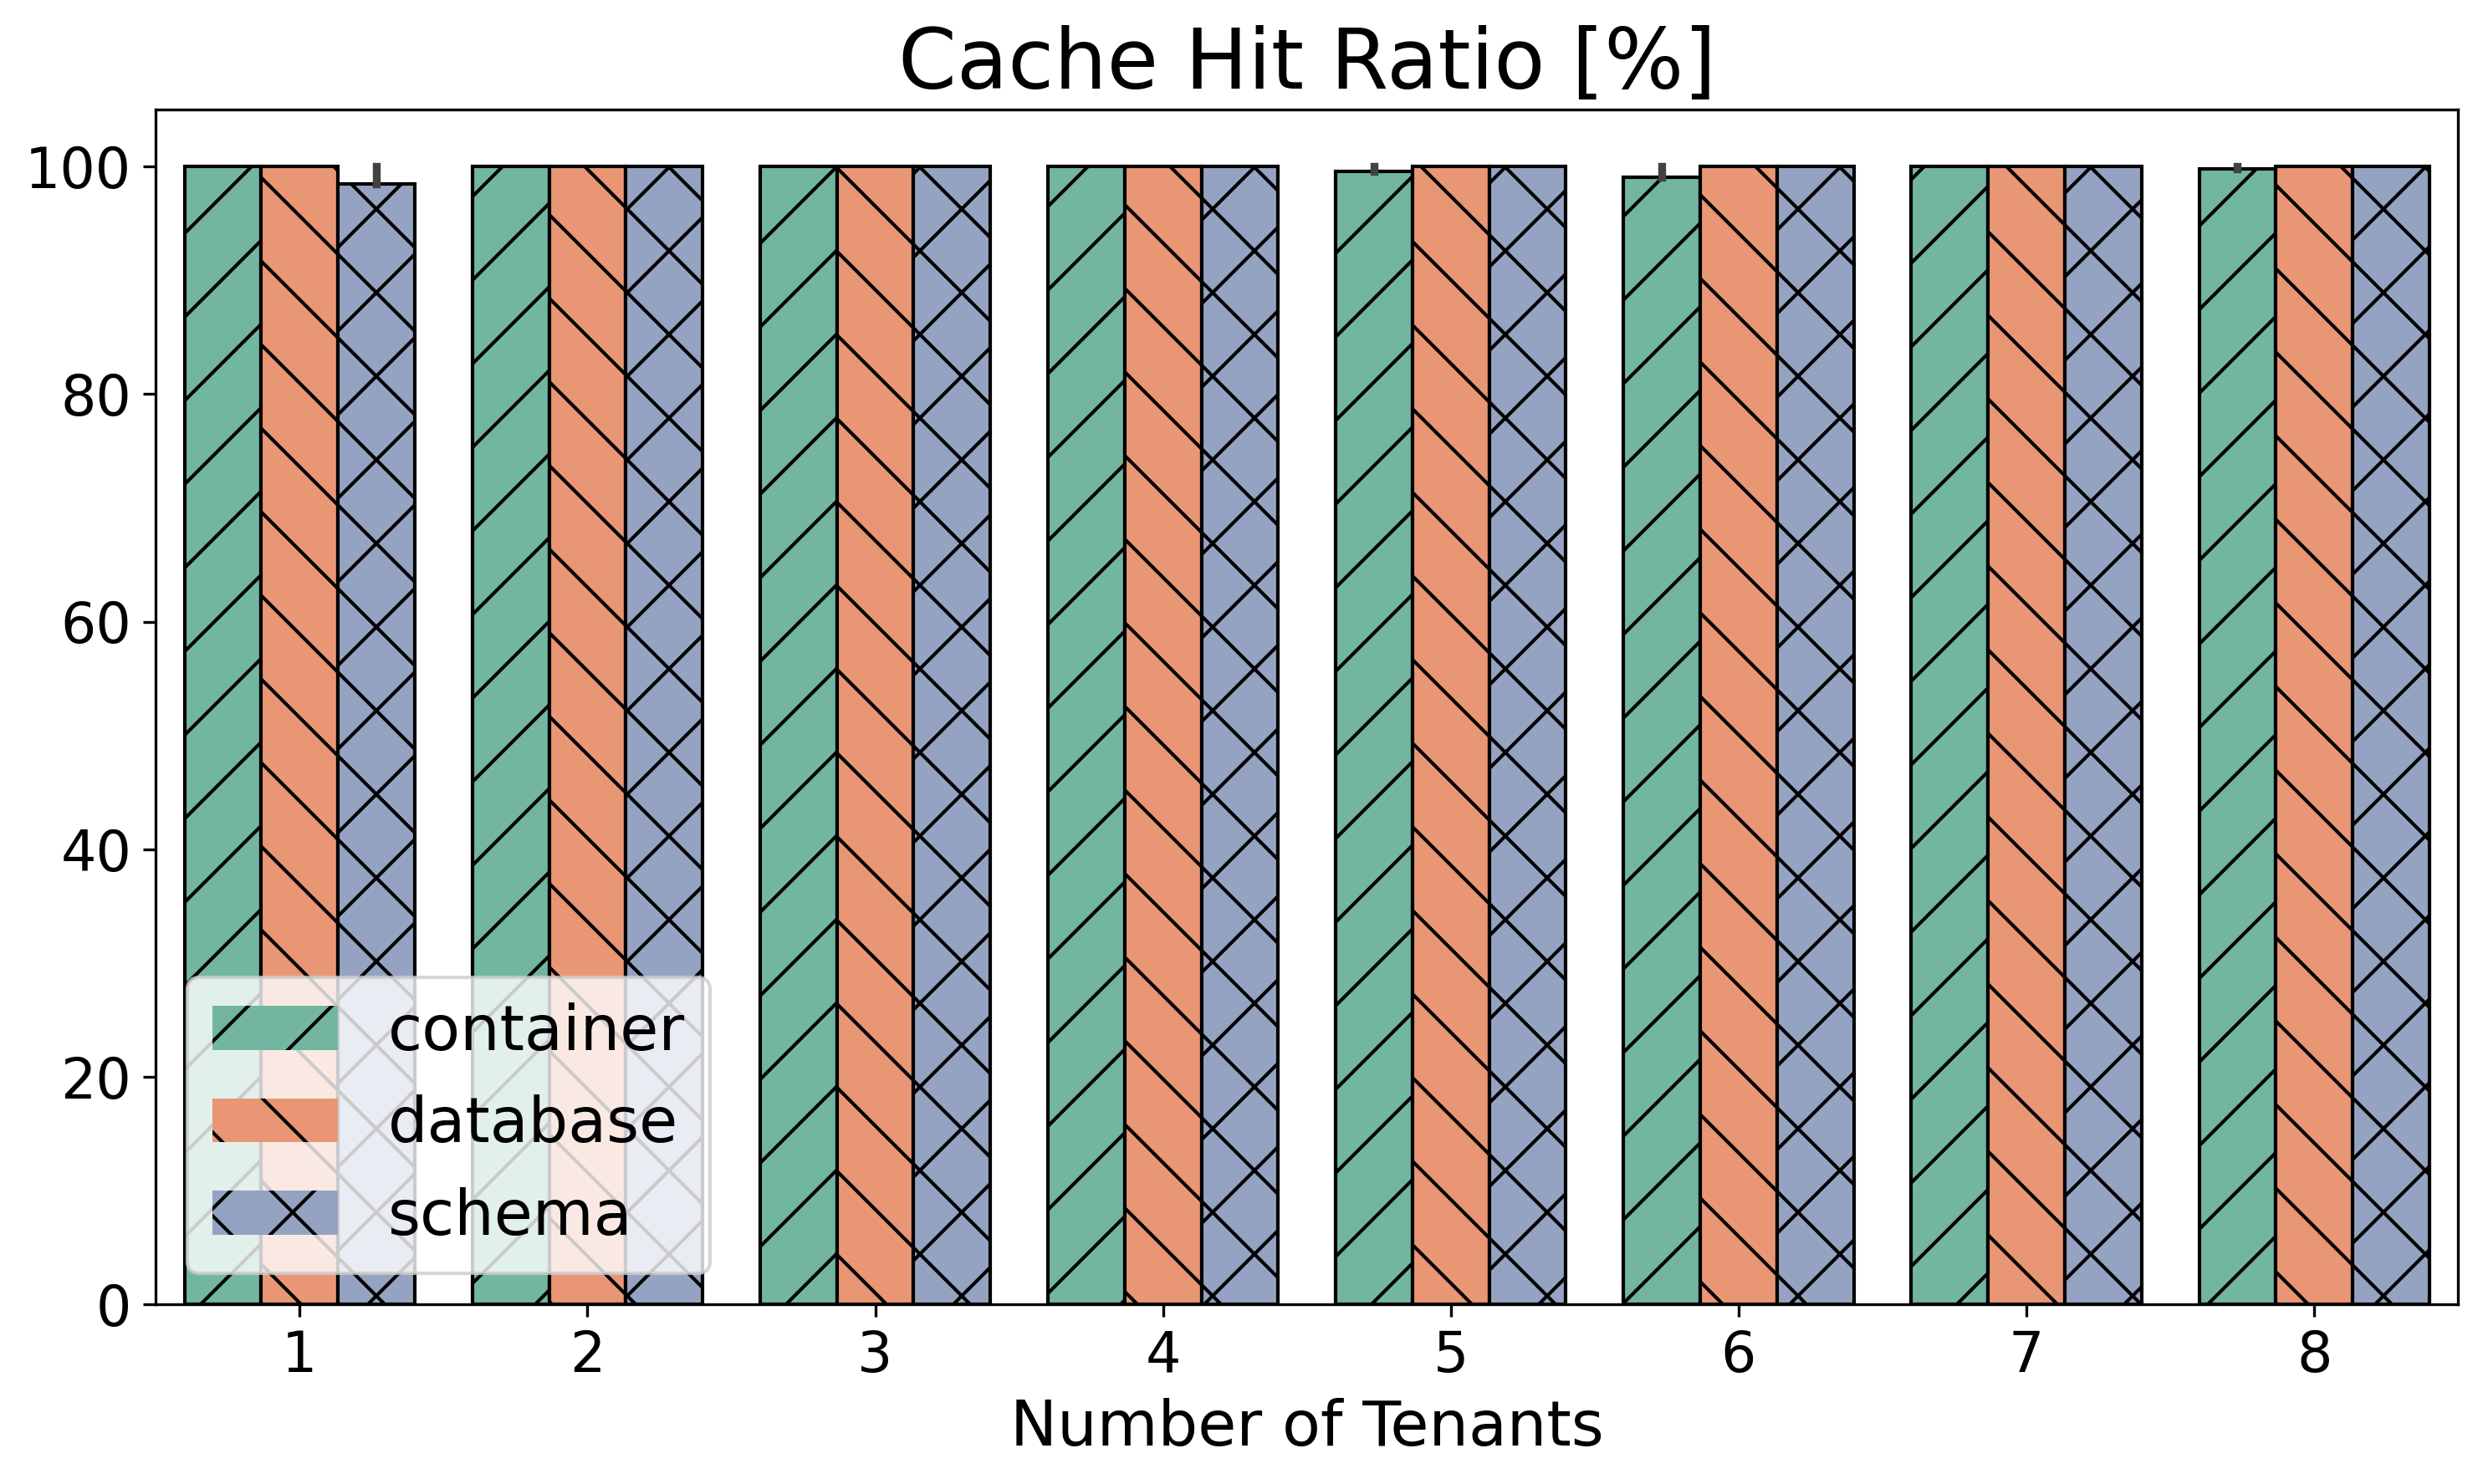 Cache Hit Ratio [%]
100
80
60
40
20
0
container
database
schema
1 2 3 4 5 6 7 8
Number of Tenants